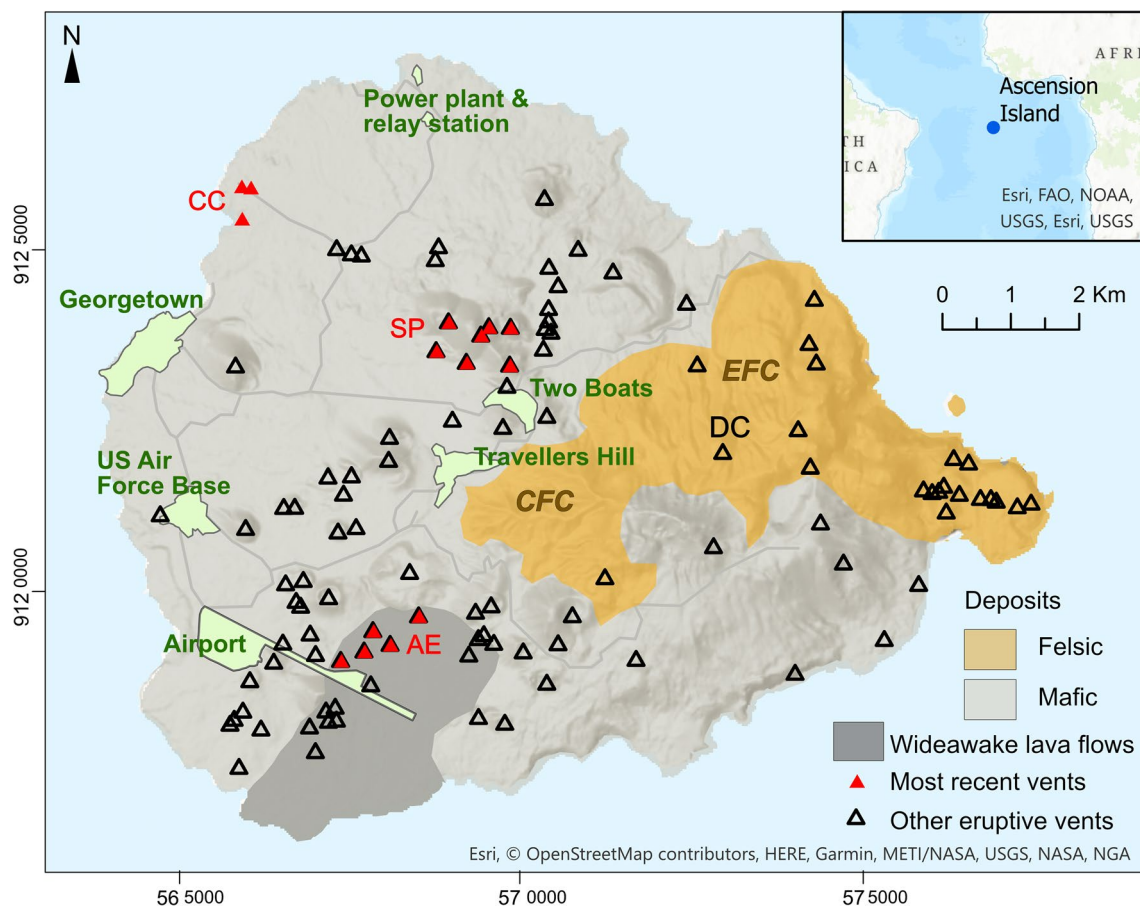 N
Power plant &
relay station
CC
Georgetown
SP
Two Boats
Travellers Hill
US Air
Force Base
EFC
DC
CFC
Airport
AE
AFRI
Ascension
Island
TH
ICA
Esri, FAO, NOAA,
USGS, Esri, USGS
0 1 2 Km
Deposits
Felsic
Mafic
Wideawake lava flows
Most recent vents
Other eruptive vents
Esri, © OpenStreetMap contributors, HERE, Garmin, METI/NASA, USGS, NASA, NGA
912 5000
912 0000
56 5000
57 0000
57 5000